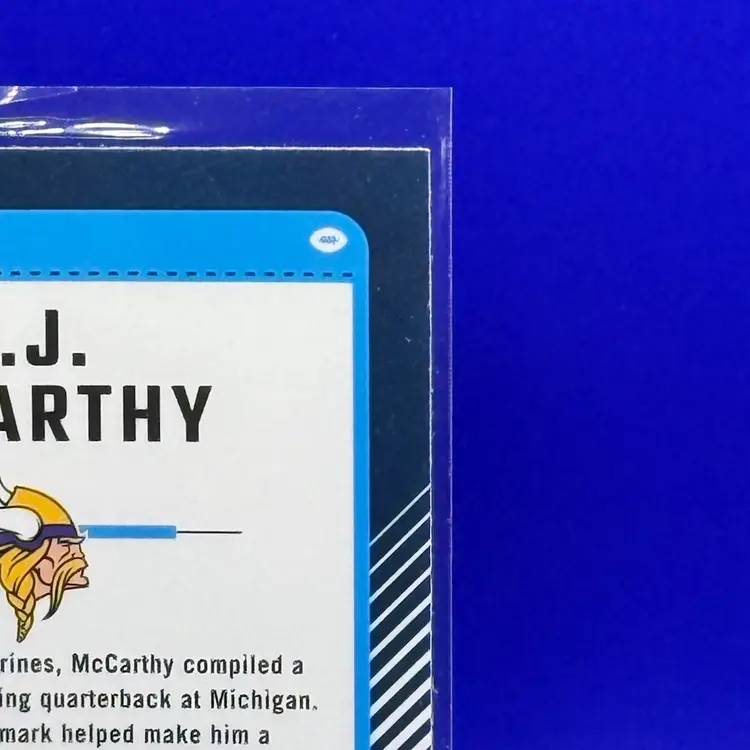 .J.
ARTHY
rines, McCarthy compiled a
ing quarterback at Michigan.
mark helped make him a